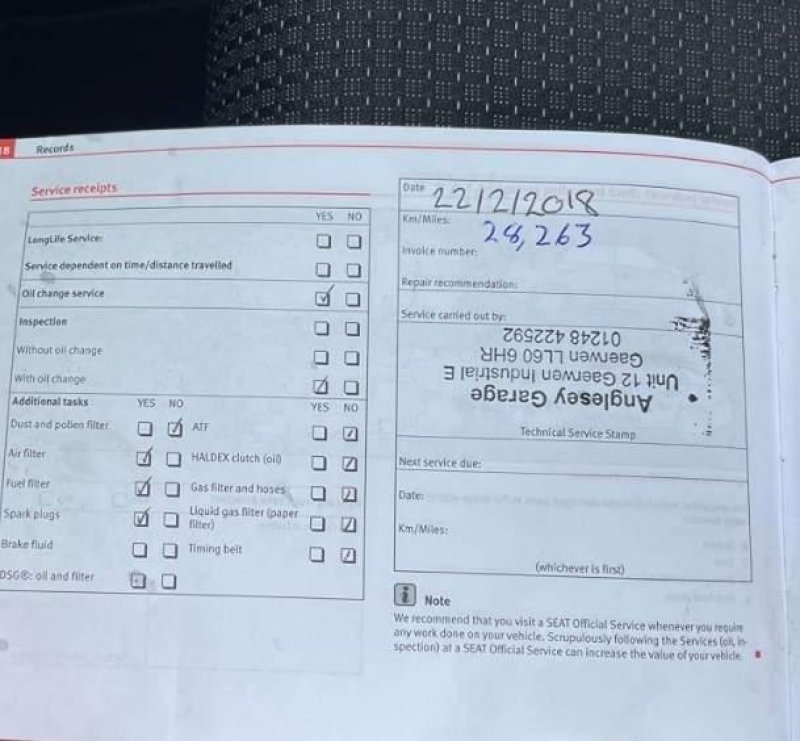 18 Records
Service receipts
YES NO
LongLife Service:
Service dependent on time/distance travelled
Oil change service
Inspection
Without oil change
With oil change
Additional tasks YES NO YES NO
Dust and pollen filter ATF
Air filter HALDEX clutch (oil)
Fuel filter Gas filter and hoses
Spark plugs Liquid gas filter (paper
filter)
Brake fluid Timing belt
DSG®: oil and filter
Date 22/2/2018
Km/Miles: 28,263
Invoice number:
Repair recommendation:
Service carried out by:
Anglesey Garage
Unit 12 Gaerwen Industrial E
Gaerwen LL60 6HR
01248 422592
Technical Service Stamp
Next service due:
Date:
Km/Miles:
(whichever is first)
i Note
We recommend that you visit a SEAT Official Service whenever you require
any work done on your vehicle. Scrupulously following the Services (oil, in-
spection) at a SEAT Official Service can increase the value of your vehicle.